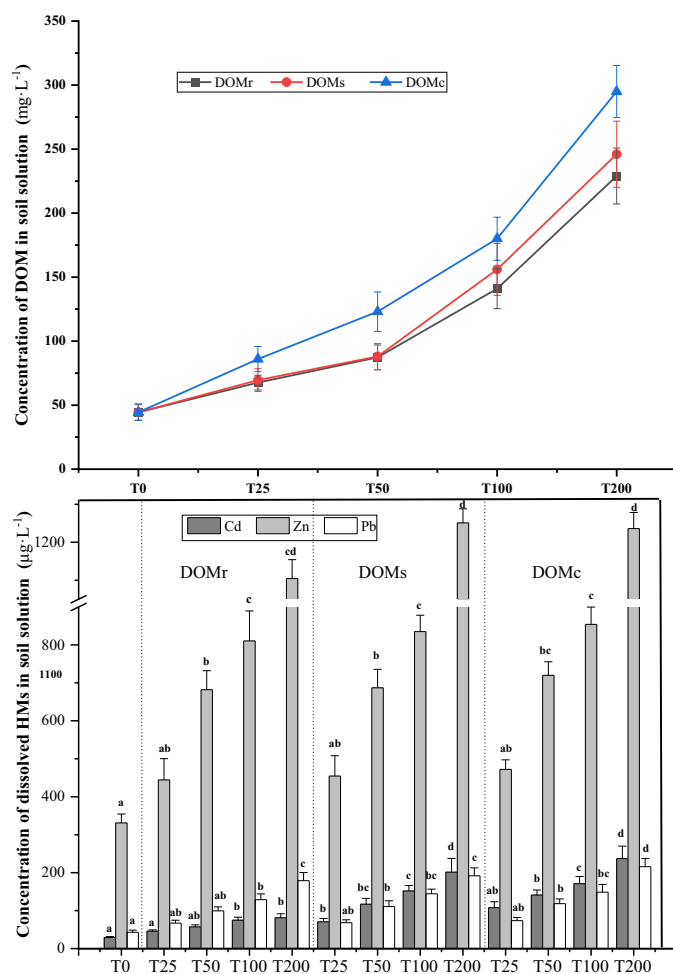 350
300
250
200
150
100
50
0
Concentration of DOM in soil solution (mg·L⁻¹)
DOMr DOMs DOMc
T0 T25 T50 T100 T200
Cd Zn Pb
DOMr DOMs DOMc
1200
800
1100
600
400
200
0
Concentration of dissolved HMs in soil solution (μg·L⁻¹)
a a a
ab ab a
b ab ab
c b b
cd c b
ab b ab
b bc b
c c bc
d d c
ab b ab
bc b b
c c bc
d d d
T0 T25 T50 T100 T200 T25 T50 T100 T200 T25 T50 T100 T200